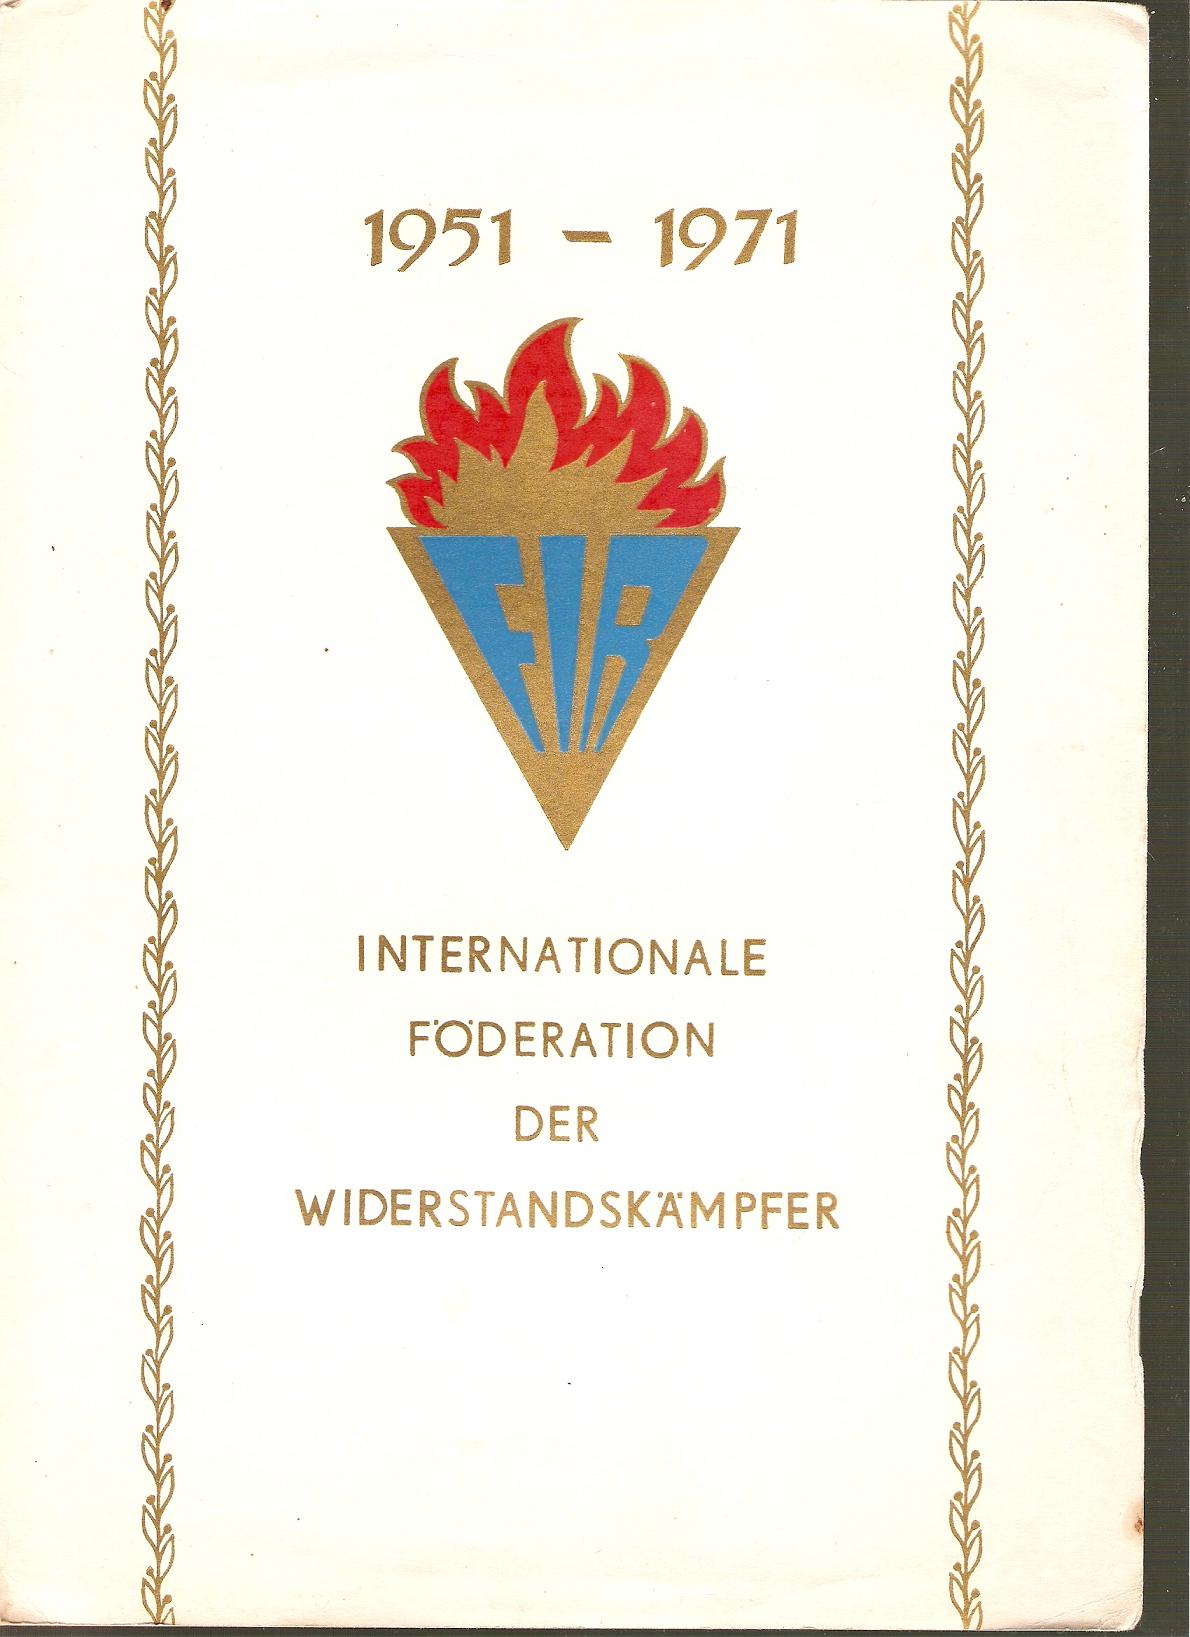 1951 – 1971
FIR
INTERNATIONALE
FÖDERATION
DER
WIDERSTANDSKÄMPFER